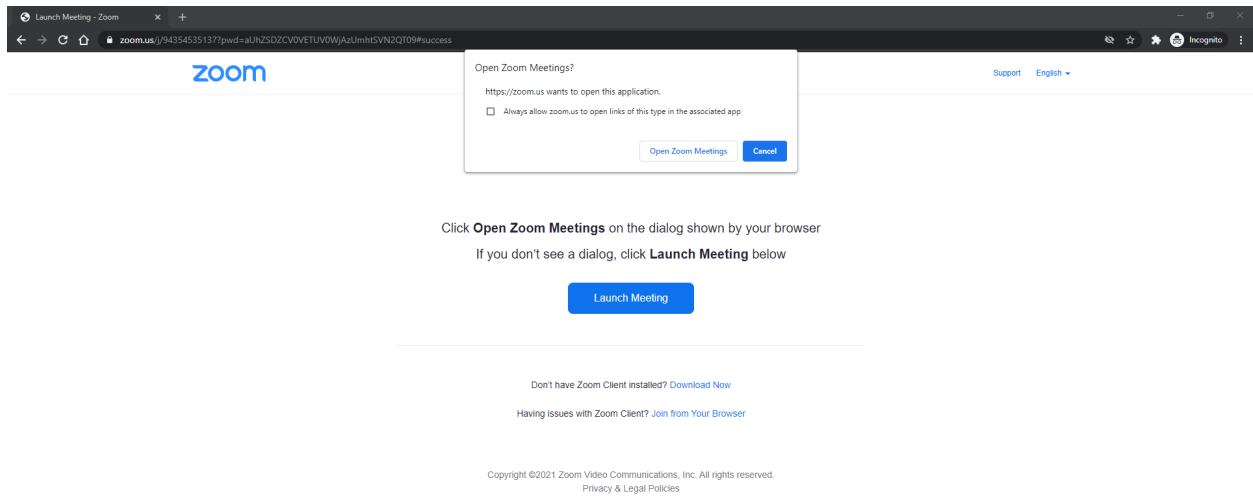 Launch Meeting - Zoom
zoom.us/j/94354535137?pwd=aUhZSDZCV0VETUV0WjAzUmhtSVN2QT09#success
Incognito
zoom
Support English
Open Zoom Meetings?
https://zoom.us wants to open this application.
Always allow zoom.us to open links of this type in the associated app
Open Zoom Meetings Cancel
Click Open Zoom Meetings on the dialog shown by your browser
If you don't see a dialog, click Launch Meeting below
Launch Meeting
Don't have Zoom Client installed? Download Now
Having issues with Zoom Client? Join from Your Browser
Copyright ©2021 Zoom Video Communications, Inc. All rights reserved.
Privacy & Legal Policies